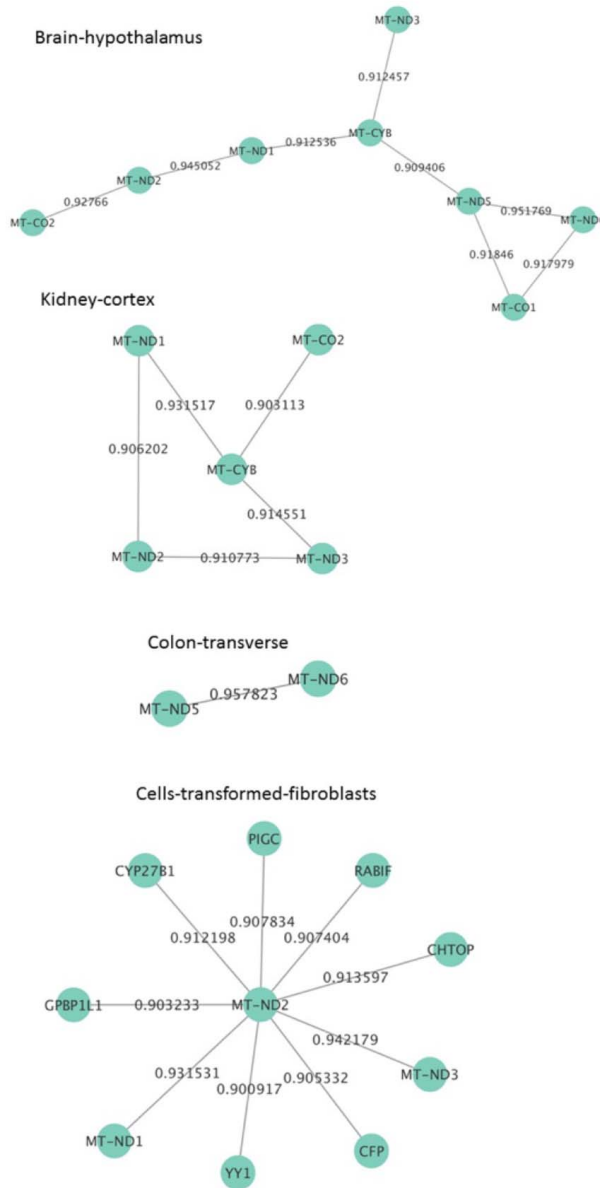 Brain-hypothalamus
MT-ND3
0.912457
MT-CYB
0.912536
MT-ND1
0.945052
MT-ND2
0.92766
MT-CO2
0.909406
MT-ND5
0.951769
0.91846
0.917979
MT-CO1
Kidney-cortex
MT-ND1
MT-CO2
0.931517
0.903113
0.906202
MT-CYB
0.914551
MT-ND2
0.910773
MT-ND3
Colon-transverse
MT-ND6
0.957823
MT-ND5
Cells-transformed-fibroblasts
PIGC
CYP27B1
RABIF
0.907834
0.912198
0.907404
CHTOP
0.913597
GPBP1L1
0.903233
MT-ND2
0.942179
MT-ND3
0.931531
0.905332
0.900917
MT-ND1
CFP
YY1